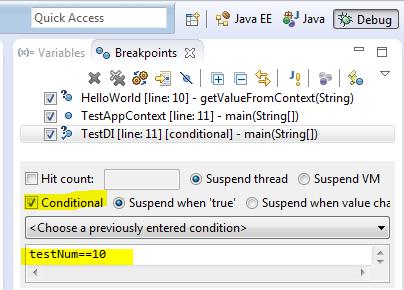 Quick Access
Java EE
Java
Debug
(x)= Variables
Breakpoints
HelloWorld [line: 10] - getValueFromContext(String)
TestAppContext [line: 11] - main(String[])
TestDI [line: 11] [conditional] - main(String[])
Hit count:
Suspend thread
Suspend VM
Conditional
Suspend when 'true'
Suspend when value cha
<Choose a previously entered condition>
testNum==10